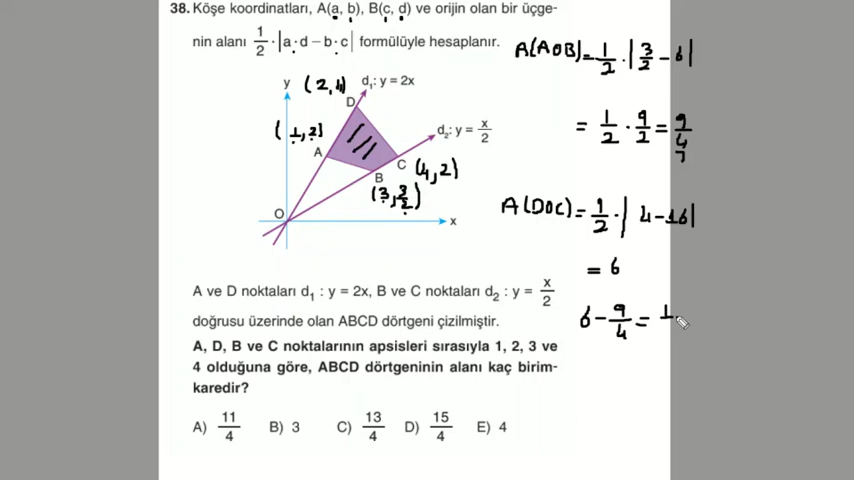 38. Köşe koordinatları, A(a, b), B(c, d) ve orijin olan bir üçge-
nin alanı 1/2 · |a · d – b · c| formülüyle hesaplanır.
y
(2, 4)
d₁: y = 2x
D
(1, 2)
d₂: y = x/2
A
C
(4, 2)
B
(3, 3/2)
O
x
A ve D noktaları d₁ : y = 2x, B ve C noktaları d₂ : y = x/2
doğrusu üzerinde olan ABCD dörtgeni çizilmiştir.
A, D, B ve C noktalarının apsisleri sırasıyla 1, 2, 3 ve
4 olduğuna göre, ABCD dörtgeninin alanı kaç birim-
karedir?
A) 11/4 B) 3 C) 13/4 D) 15/4 E) 4
A(AOB) = 1/2 · |3/2 – 6|
= 1/2 · 9/2 = 9/4
A(DOC) = 1/2 · |4 – 16|
= 6
6 – 9/4 = 1